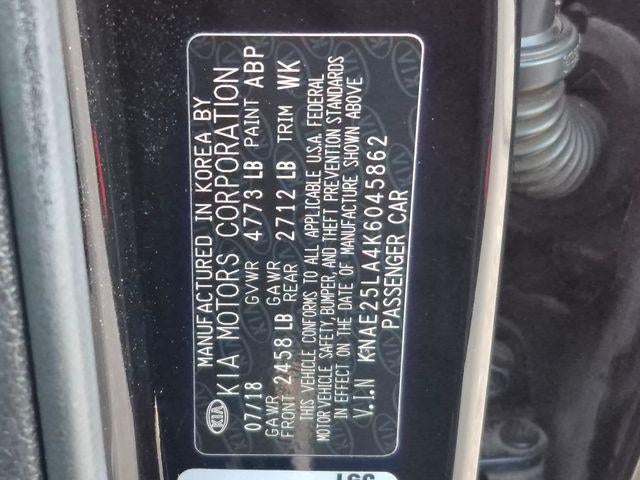 MANUFACTURED IN KOREA BY
KIA KIA MOTORS CORPORATION
07/18 GVWR 4773 LB PAINT ABP
GAWR FRONT 2458 LB GAWR REAR 2712 LB TRIM WK
THIS VEHICLE CONFORMS TO ALL APPLICABLE U.S.A. FEDERAL
MOTOR VEHICLE SAFETY, BUMPER, AND THEFT PREVENTION STANDARDS
IN EFFECT ON THE DATE OF MANUFACTURE SHOWN ABOVE
V.I.N KNAE25LA4K6045862
PASSENGER CAR